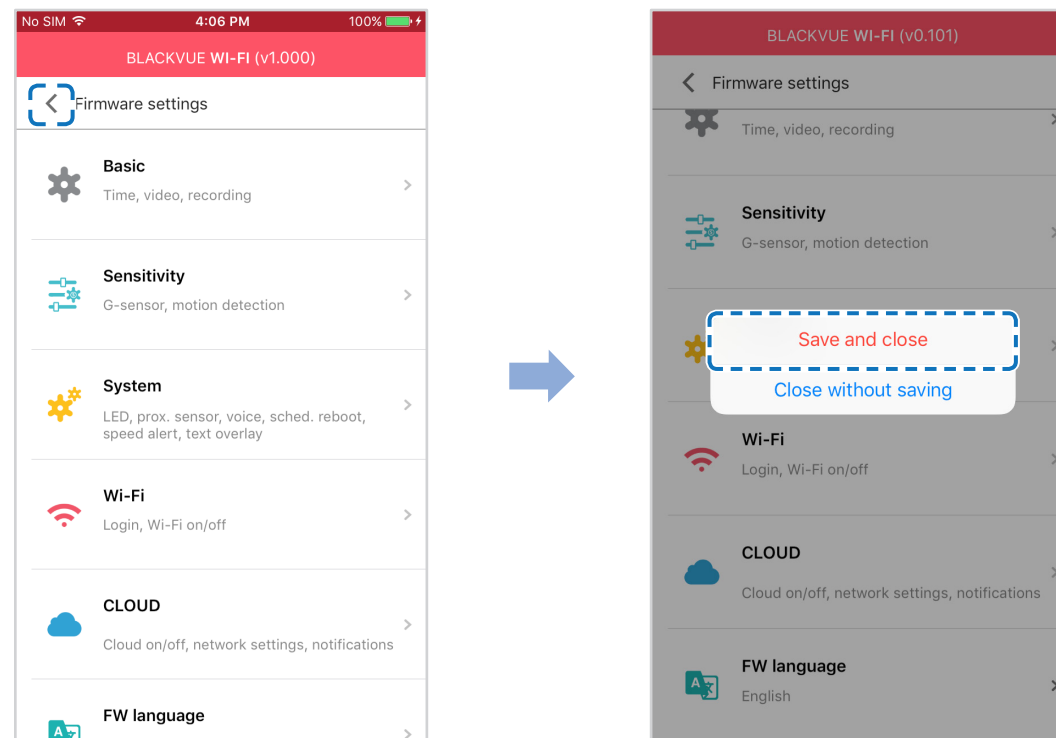 No SIM 4:06 PM 100%
BLACKVUE WI-FI (v1.000)
Firmware settings
Basic
Time, video, recording
Sensitivity
G-sensor, motion detection
System
LED, prox. sensor, voice, sched. reboot,
speed alert, text overlay
Wi-Fi
Login, Wi-Fi on/off
CLOUD
Cloud on/off, network settings, notifications
FW language
A
BLACKVUE WI-FI (v0.101)
Firmware settings
Time, video, recording
Sensitivity
G-sensor, motion detection
Save and close
Close without saving
Wi-Fi
Login, Wi-Fi on/off
CLOUD
Cloud on/off, network settings, notifications
FW language
A
English